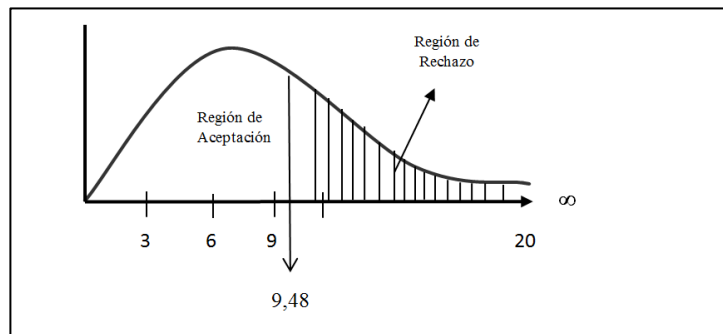 Región de
Rechazo
Región de
Aceptación
∞
3 6 9 20
9,48